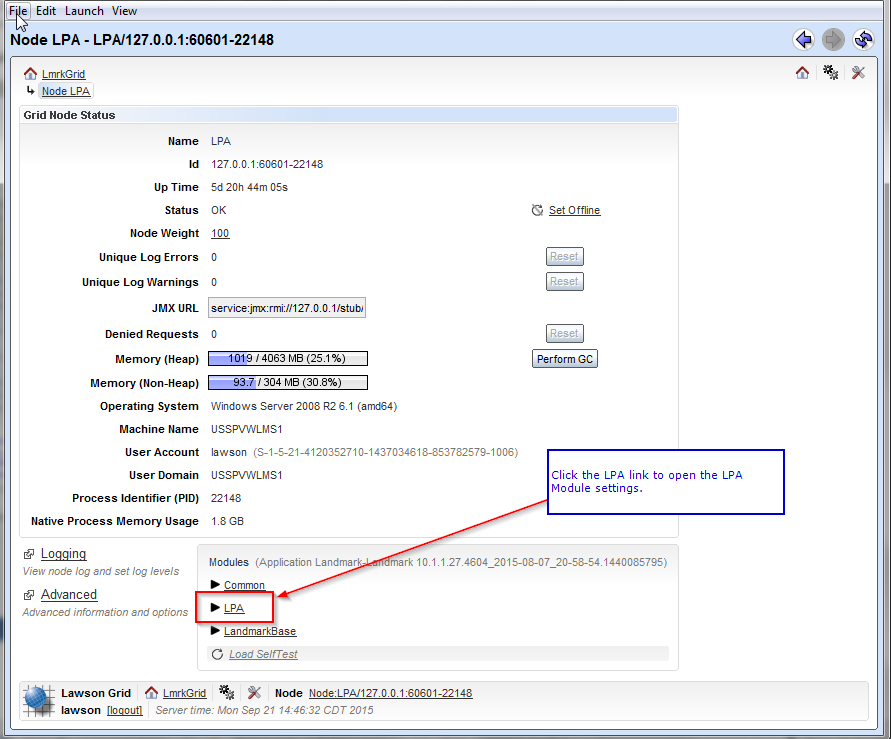 File Edit Launch View
Node LPA - LPA/127.0.0.1:60601-22148
LmrkGrid
Node LPA
Grid Node Status
Name LPA
Id 127.0.0.1:60601-22148
Up Time 5d 20h 44m 05s
Status OK Set Offline
Node Weight 100
Unique Log Errors 0 Reset
Unique Log Warnings 0 Reset
JMX URL service:jmx:rmi://127.0.0.1/stub/
Denied Requests 0 Reset
Memory (Heap) 1019 / 4063 MB (25.1%) Perform GC
Memory (Non-Heap) 93.7 / 304 MB (30.8%)
Operating System Windows Server 2008 R2 6.1 (amd64)
Machine Name USSPVWLMS1
User Account lawson (S-1-5-21-4120352710-1437034618-853782579-1006)
User Domain USSPVWLMS1
Process Identifier (PID) 22148
Native Process Memory Usage 1.8 GB
Click the LPA link to open the LPA
Module settings.
Logging
View node log and set log levels
Advanced
Advanced information and options
Modules (Application Landmark-Landmark 10.1.1.27.4604_2015-08-07_20-58-54.1440085795)
Common
LPA
LandmarkBase
Load SelfTest
Lawson Grid LmrkGrid Node Node:LPA/127.0.0.1:60601-22148
lawson [logout] Server time: Mon Sep 21 14:46:32 CDT 2015